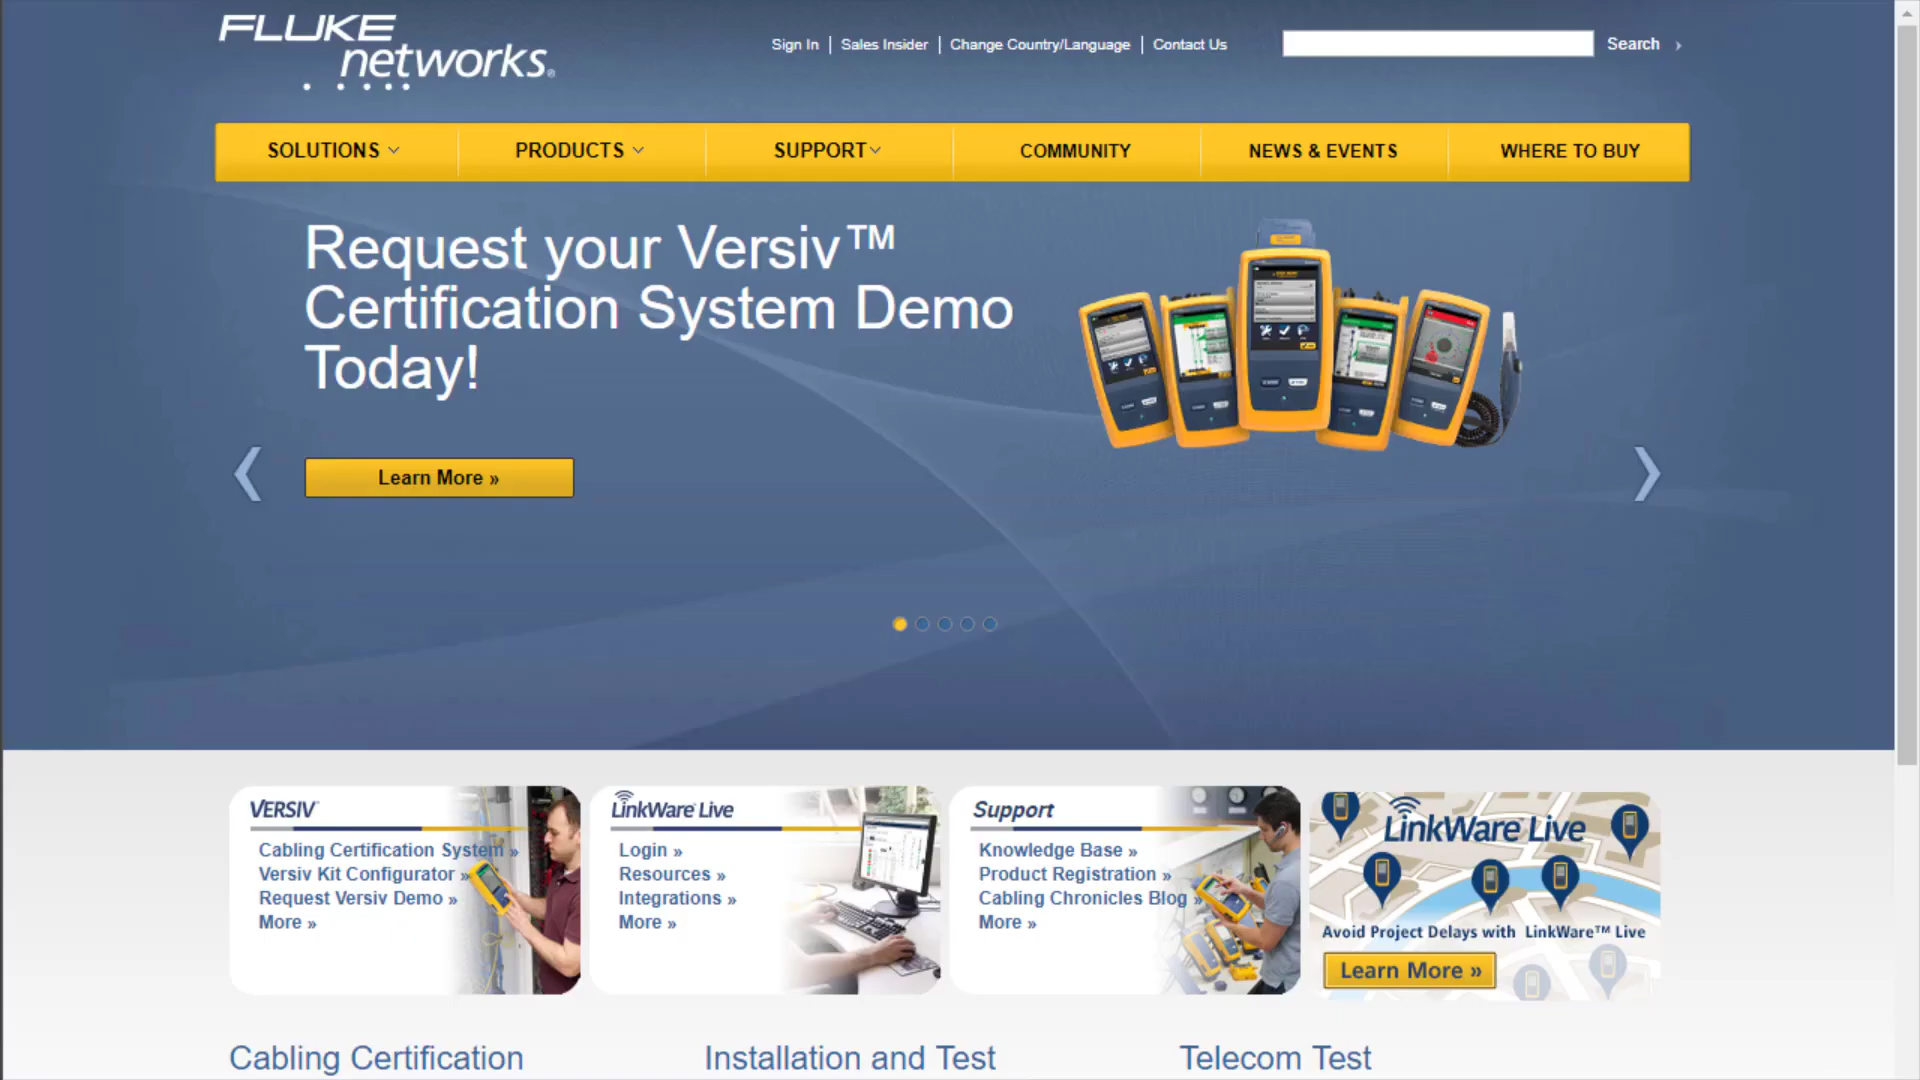 FLUKE
networks®
Sign In
Sales Insider
Change Country/Language
Contact Us
Search
SOLUTIONS
PRODUCTS
SUPPORT
COMMUNITY
NEWS & EVENTS
WHERE TO BUY
Request your Versiv™
Certification System Demo
Today!
Learn More »
VERSIV™
Cabling Certification System »
Versiv Kit Configurator »
Request Versiv Demo »
More »
LinkWare Live
Login »
Resources »
Integrations »
More »
Support
Knowledge Base »
Product Registration »
Cabling Chronicles Blog »
More »
LinkWare Live
Avoid Project Delays with LinkWare™ Live
Learn More »
Cabling Certification
Installation and Test
Telecom Test